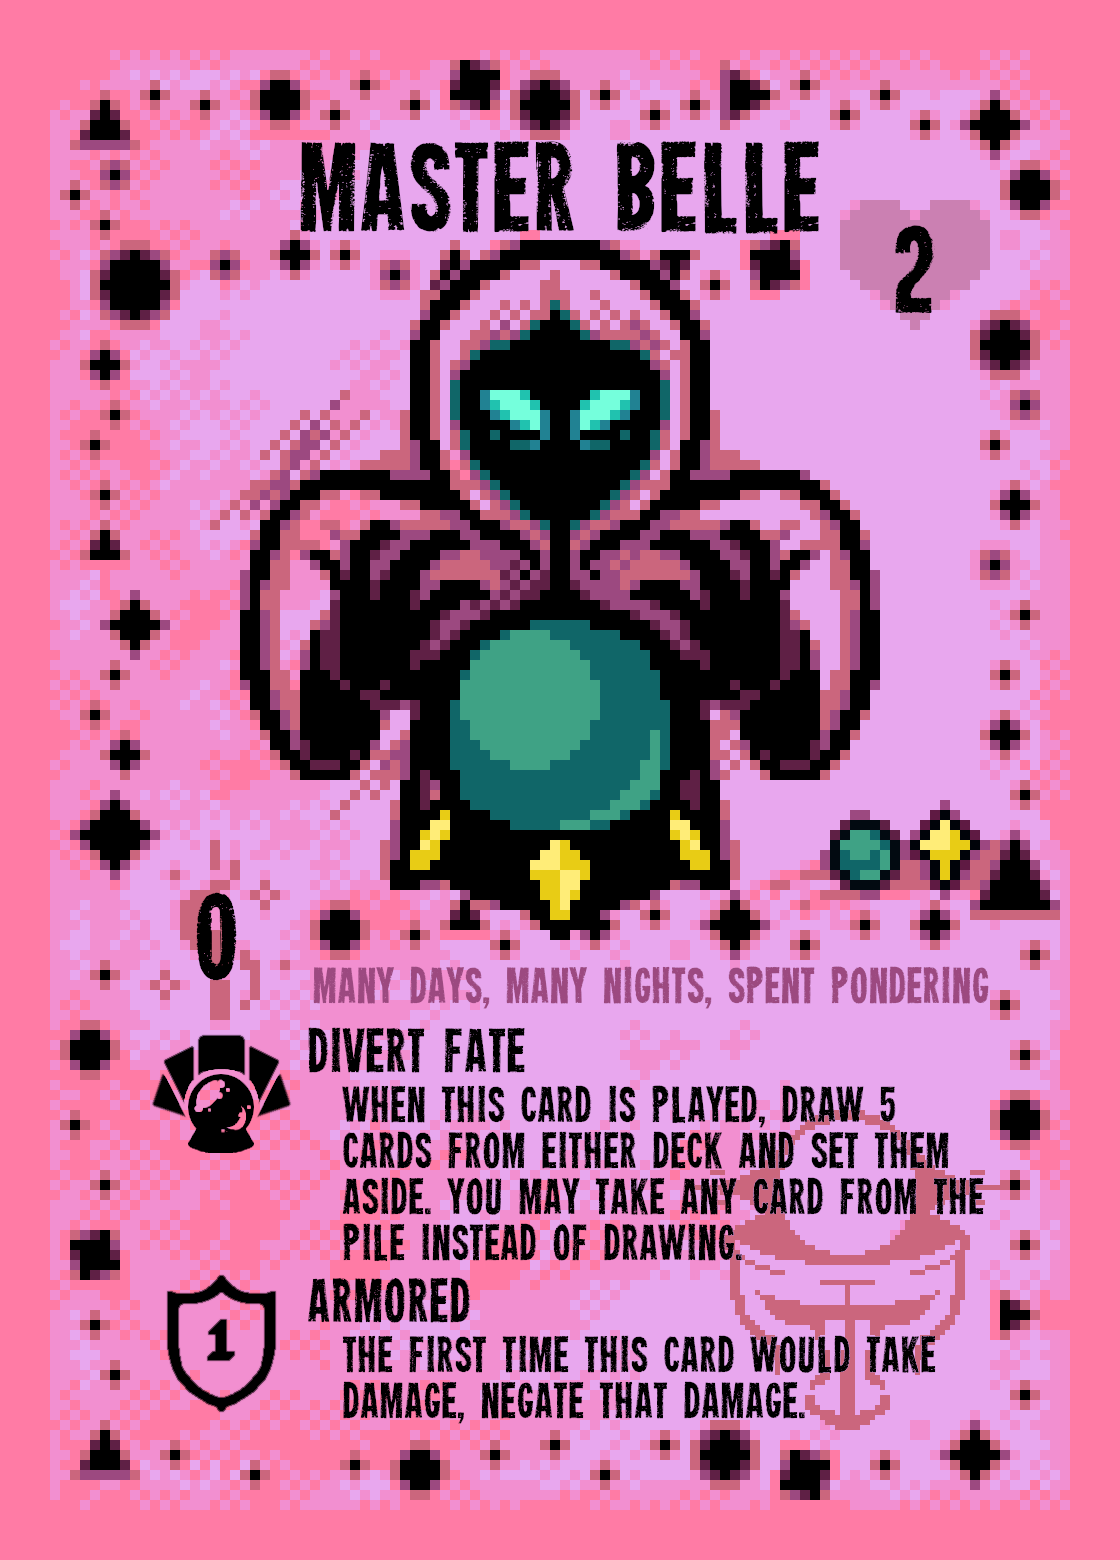 MASTER BELLE
2
0
MANY DAYS, MANY NIGHTS, SPENT PONDERING
DIVERT FATE
WHEN THIS CARD IS PLAYED, DRAW 5
CARDS FROM EITHER DECK AND SET THEM
ASIDE. YOU MAY TAKE ANY CARD FROM THE
PILE INSTEAD OF DRAWING.
ARMORED
1
THE FIRST TIME THIS CARD WOULD TAKE
DAMAGE, NEGATE THAT DAMAGE.